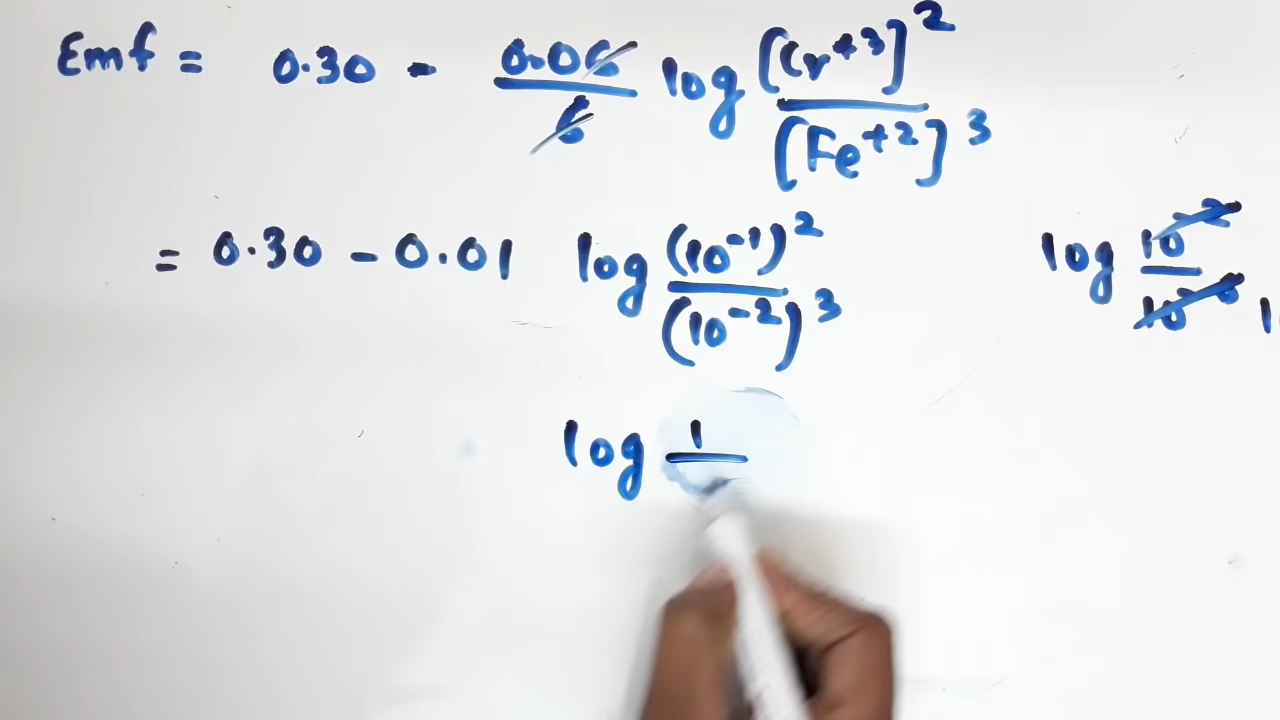 Emf = 0.30 - 0.06/6 log [Cr+3]^2/[Fe+2]^3
= 0.30 - 0.01 log (10^-1)^2/(10^-2)^3
log 10^-2/10
log 1/